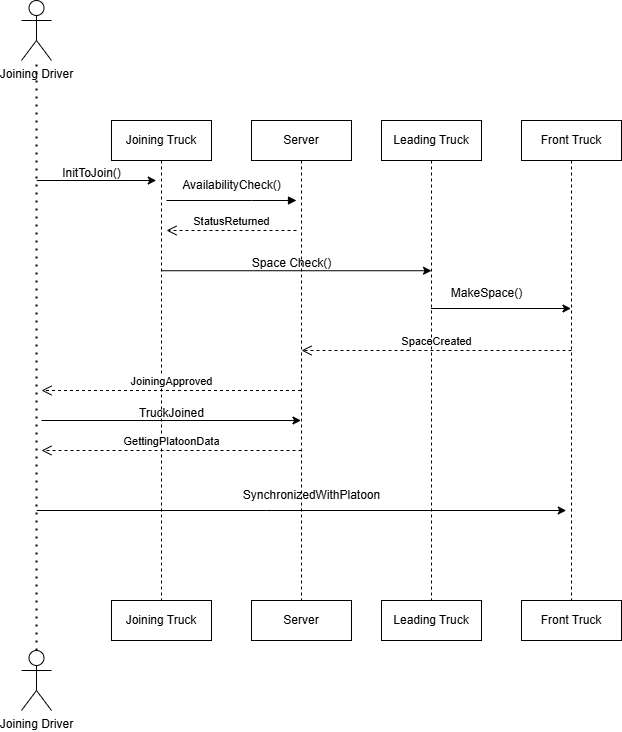 Joining Driver
Joining Truck
Server
Leading Truck
Front Truck
InitToJoin()
AvailabilityCheck()
StatusReturned
Space Check()
MakeSpace()
SpaceCreated
JoiningApproved
TruckJoined
GettingPlatoonData
SynchronizedWithPlatoon
Joining Truck
Server
Leading Truck
Front Truck
Joining Driver